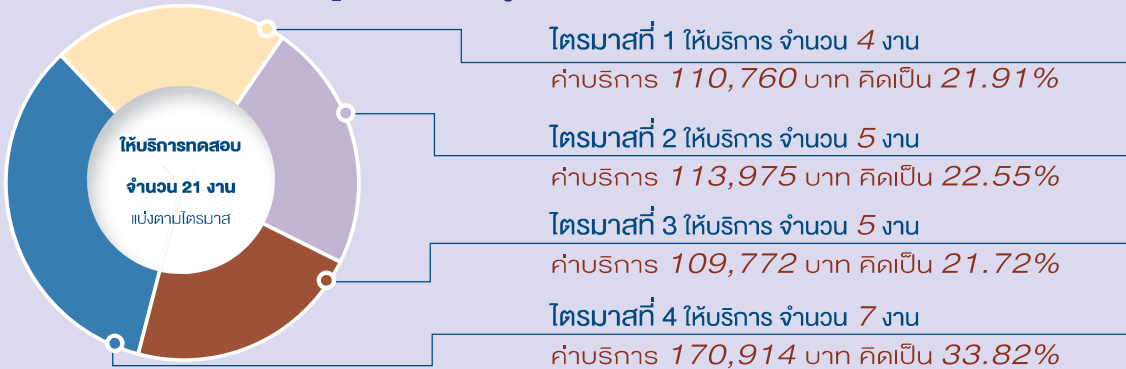 ให้บริการทดสอบ
จำนวน 21 งาน
แบ่งตามไตรมาส
ไตรมาสที่ 1 ให้บริการ จำนวน 4 งาน
ค่าบริการ 110,760 บาท คิดเป็น 21.91%
ไตรมาสที่ 2 ให้บริการ จำนวน 5 งาน
ค่าบริการ 113,975 บาท คิดเป็น 22.55%
ไตรมาสที่ 3 ให้บริการ จำนวน 5 งาน
ค่าบริการ 109,772 บาท คิดเป็น 21.72%
ไตรมาสที่ 4 ให้บริการ จำนวน 7 งาน
ค่าบริการ 170,914 บาท คิดเป็น 33.82%